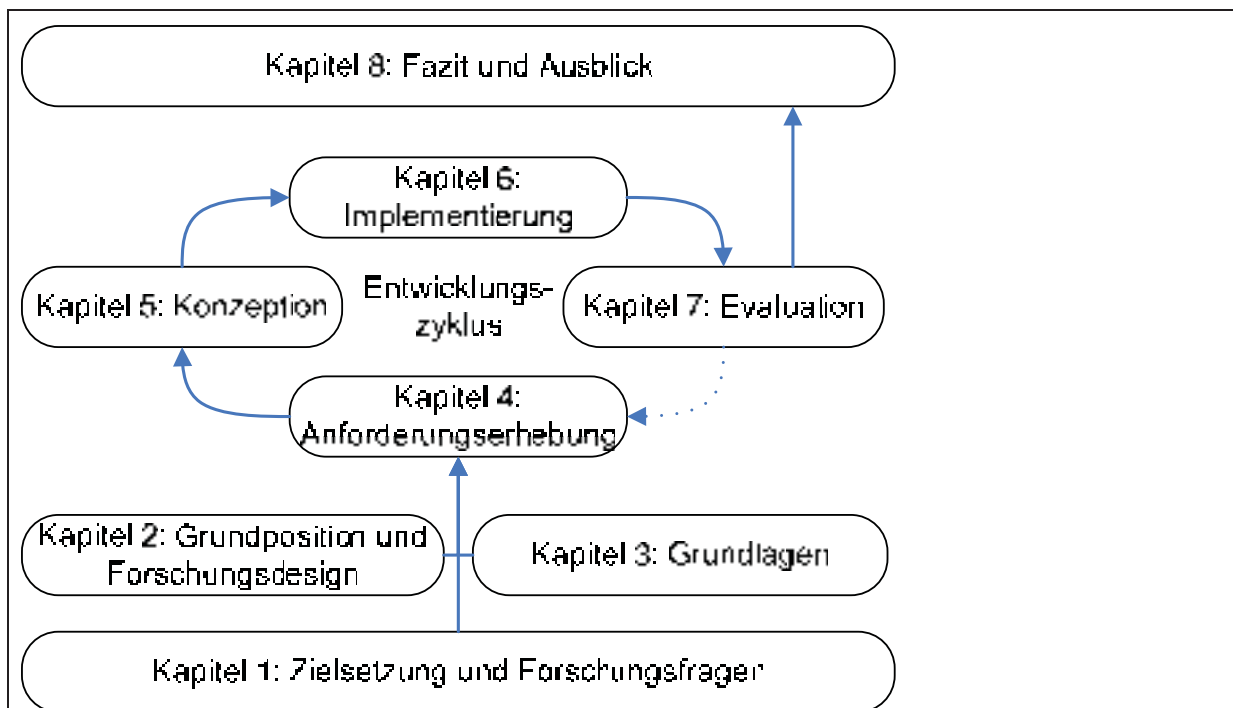 Kapitel 8: Fazit und Ausblick
Kapitel 6:
Implementierung
Kapitel 5: Konzeption
Entwicklungs-
zyklus
Kapitel 7: Evaluation
Kapitel 4:
Anforderungserhebung
Kapitel 2: Grundposition und
Forschungsdesign
Kapitel 3: Grundlagen
Kapitel 1: Zielsetzung und Forschungsfragen